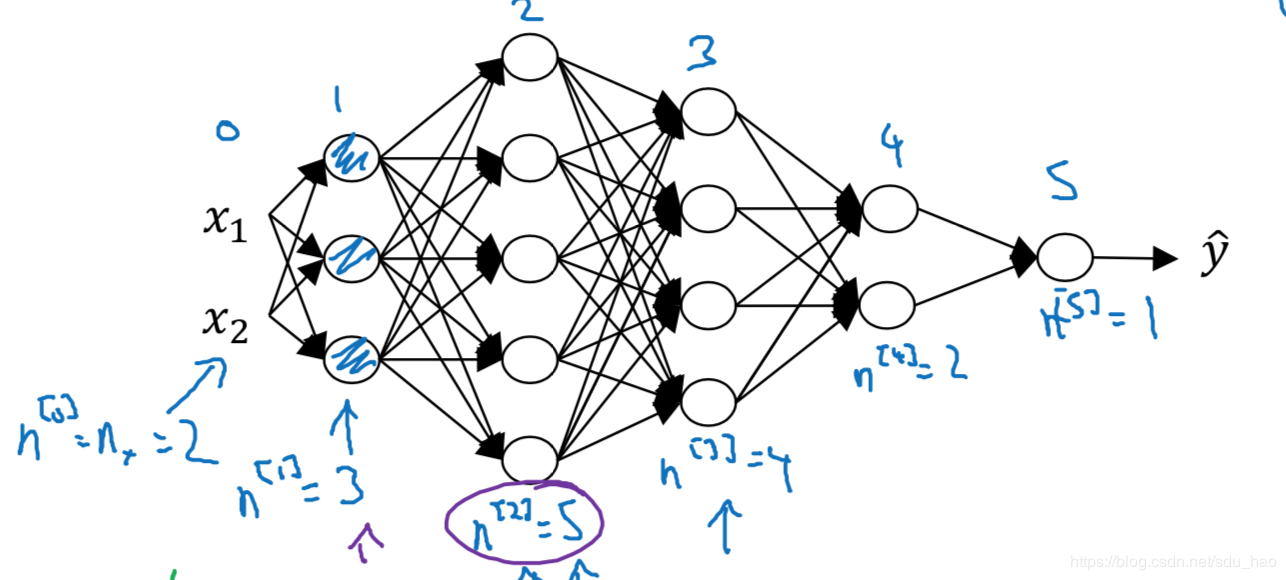 2
3
1
0
4
5
x₁
ŷ
x₂
n[5] = 1
n[4] = 2
n[0] = nₓ = 2
n[3] = 4
n[1] = 3
n[2] = 5
https://blog.csdn.net/sdu_hao